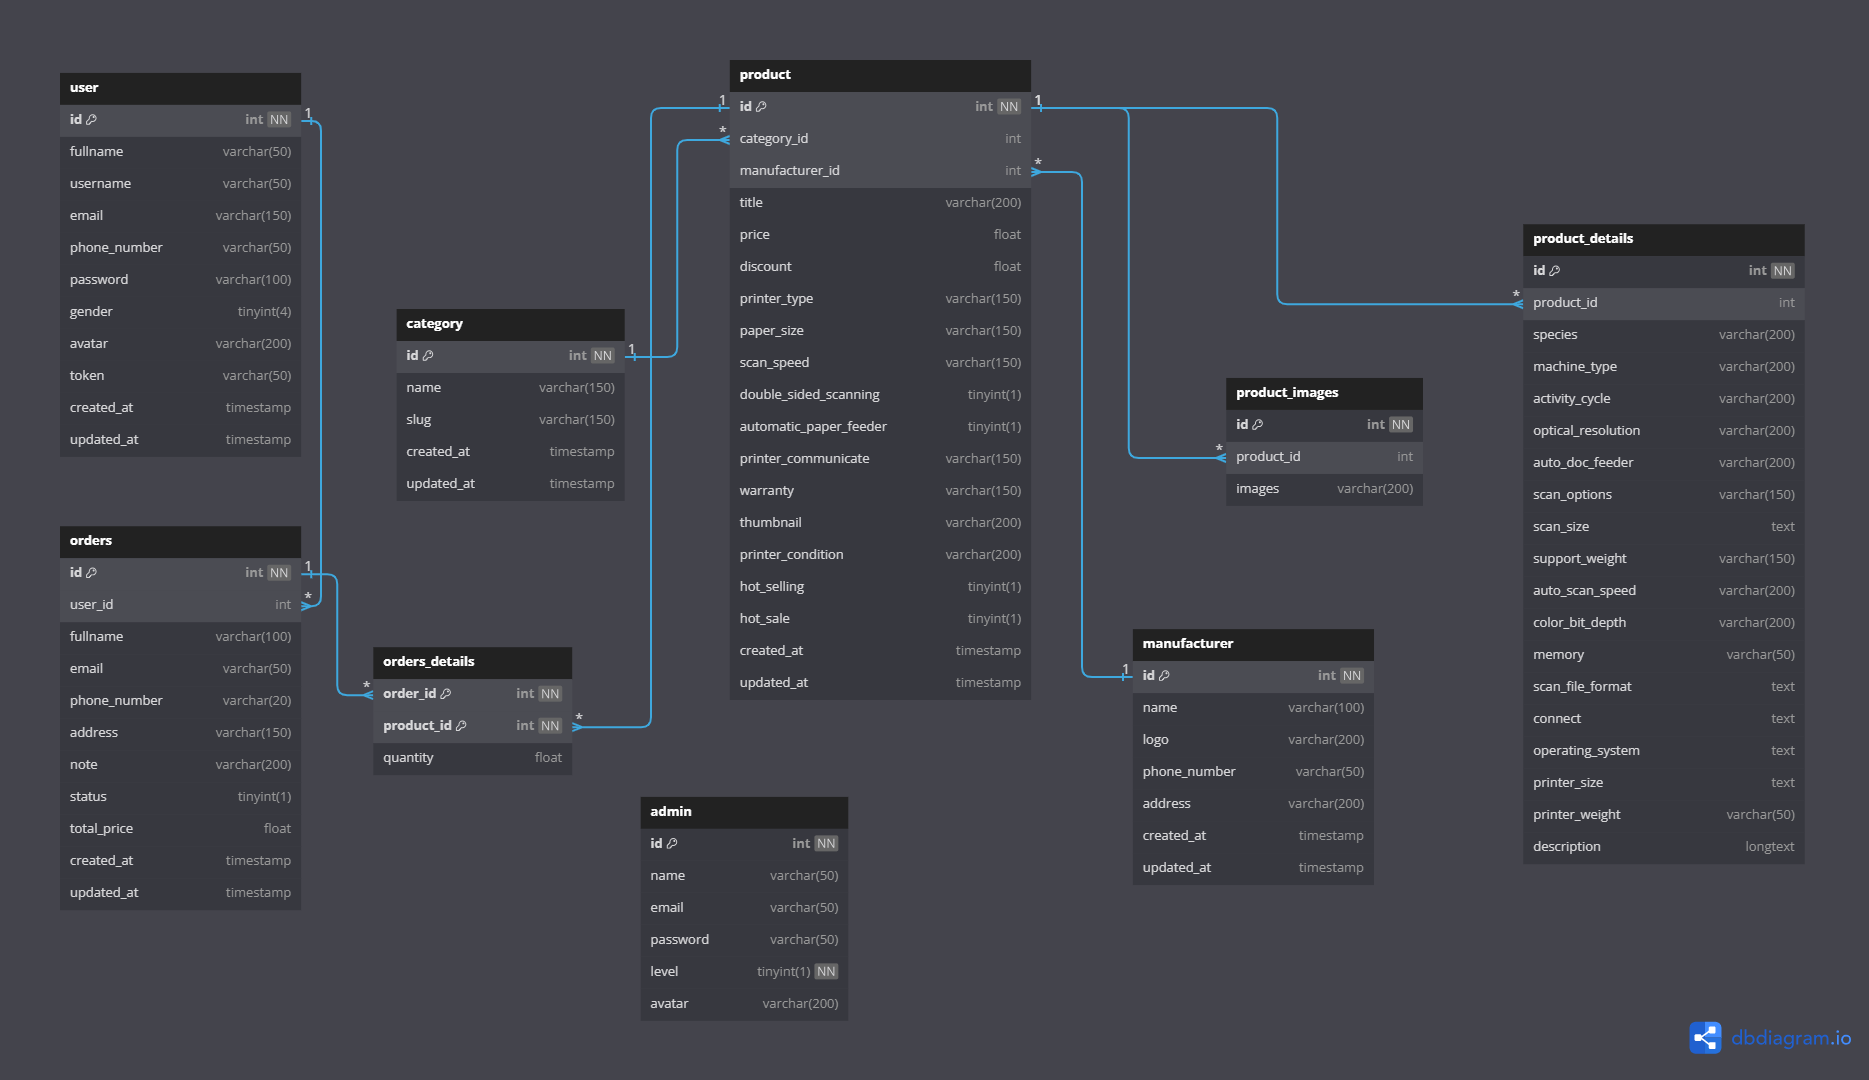 user
id int NN
fullname varchar(50)
username varchar(50)
email varchar(150)
phone_number varchar(50)
password varchar(100)
gender tinyint(4)
avatar varchar(200)
token varchar(50)
created_at timestamp
updated_at timestamp
1
*
orders
id int NN
user_id int
fullname varchar(100)
email varchar(50)
phone_number varchar(20)
address varchar(150)
note varchar(200)
status tinyint(1)
total_price float
created_at timestamp
updated_at timestamp
1
*
category
id int NN
name varchar(150)
slug varchar(150)
created_at timestamp
updated_at timestamp
1
*
orders_details
order_id int NN
product_id int NN
quantity float
*
1
product
id int NN
category_id int
manufacturer_id int
title varchar(200)
price float
discount float
printer_type varchar(150)
paper_size varchar(150)
scan_speed varchar(150)
double_sided_scanning tinyint(1)
automatic_paper_feeder tinyint(1)
printer_communicate varchar(150)
warranty varchar(150)
thumbnail varchar(200)
printer_condition varchar(200)
hot_selling tinyint(1)
hot_sale tinyint(1)
created_at timestamp
updated_at timestamp
1
*
admin
id int NN
name varchar(50)
email varchar(50)
password varchar(50)
level tinyint(1) NN
avatar varchar(200)
product_images
id int NN
*
product_id int
images varchar(200)
manufacturer
1
id int NN
name varchar(100)
logo varchar(200)
phone_number varchar(50)
address varchar(200)
created_at timestamp
updated_at timestamp
product_details
id int NN
*
product_id int
species varchar(200)
machine_type varchar(200)
activity_cycle varchar(200)
optical_resolution varchar(200)
auto_doc_feeder varchar(200)
scan_options varchar(150)
scan_size text
support_weight varchar(150)
auto_scan_speed varchar(200)
color_bit_depth varchar(200)
memory varchar(50)
scan_file_format text
connect text
operating_system text
printer_size text
printer_weight varchar(50)
description longtext
dbdiagram.io